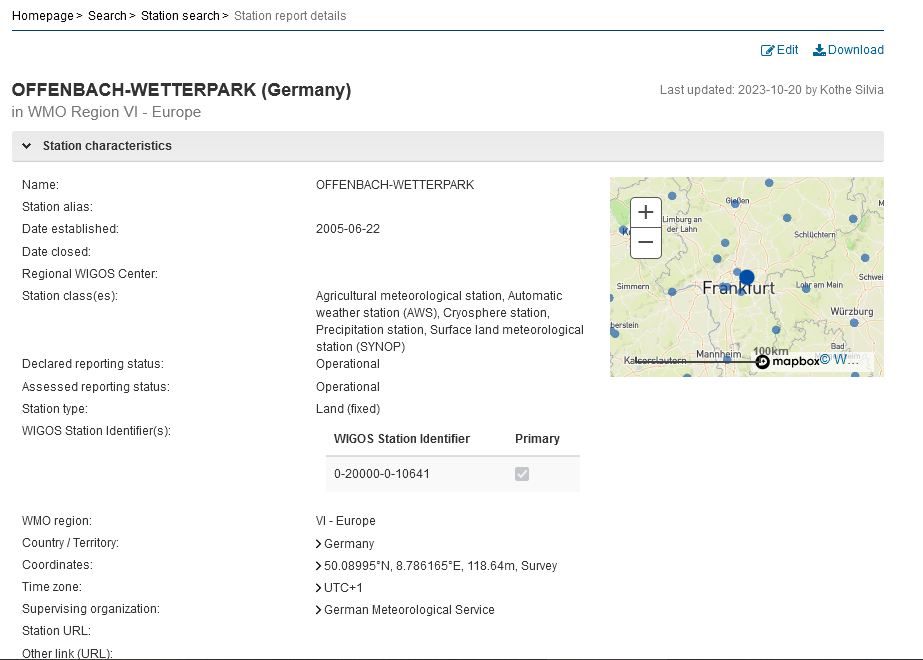 Homepage > Search > Station search > Station report details
Edit Download
OFFENBACH-WETTERPARK (Germany)
Last updated: 2023-10-20 by Kothe Silvia
in WMO Region VI - Europe
Station characteristics
Name: OFFENBACH-WETTERPARK
Station alias:
Date established: 2005-06-22
Date closed:
Regional WIGOS Center:
Station class(es): Agricultural meteorological station, Automatic
weather station (AWS), Cryosphere station,
Precipitation station, Surface land meteorological
station (SYNOP)
Declared reporting status: Operational
Assessed reporting status: Operational
Station type: Land (fixed)
WIGOS Station Identifier(s):
WIGOS Station Identifier Primary
0-20000-0-10641
WMO region: VI - Europe
Country / Territory: Germany
Coordinates: 50.08995°N, 8.786165°E, 118.64m, Survey
Time zone: UTC+1
Supervising organization: German Meteorological Service
Station URL:
Other link (URL):
+
−
Gießen
Limburg an
der Lahn
Schlüchtern
Simmern
Frankfurt
Lohr am Main
Schwei
Würzburg
berstein
Kaiserslautern
Mannheim
100km
Bad
mapbox © W...